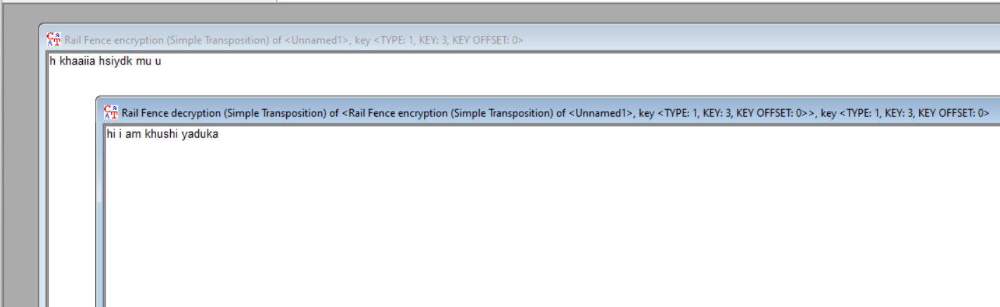 Rail Fence encryption (Simple Transposition) of <Unnamed1>, key <TYPE: 1, KEY: 3, KEY OFFSET: 0>
h khaaiia hsiydk mu u
Rail Fence decryption (Simple Transposition) of <Rail Fence encryption (Simple Transposition) of <Unnamed1>, key <TYPE: 1, KEY: 3, KEY OFFSET: 0>>, key <TYPE: 1, KEY: 3, KEY OFFSET: 0>
hi i am khushi yaduka